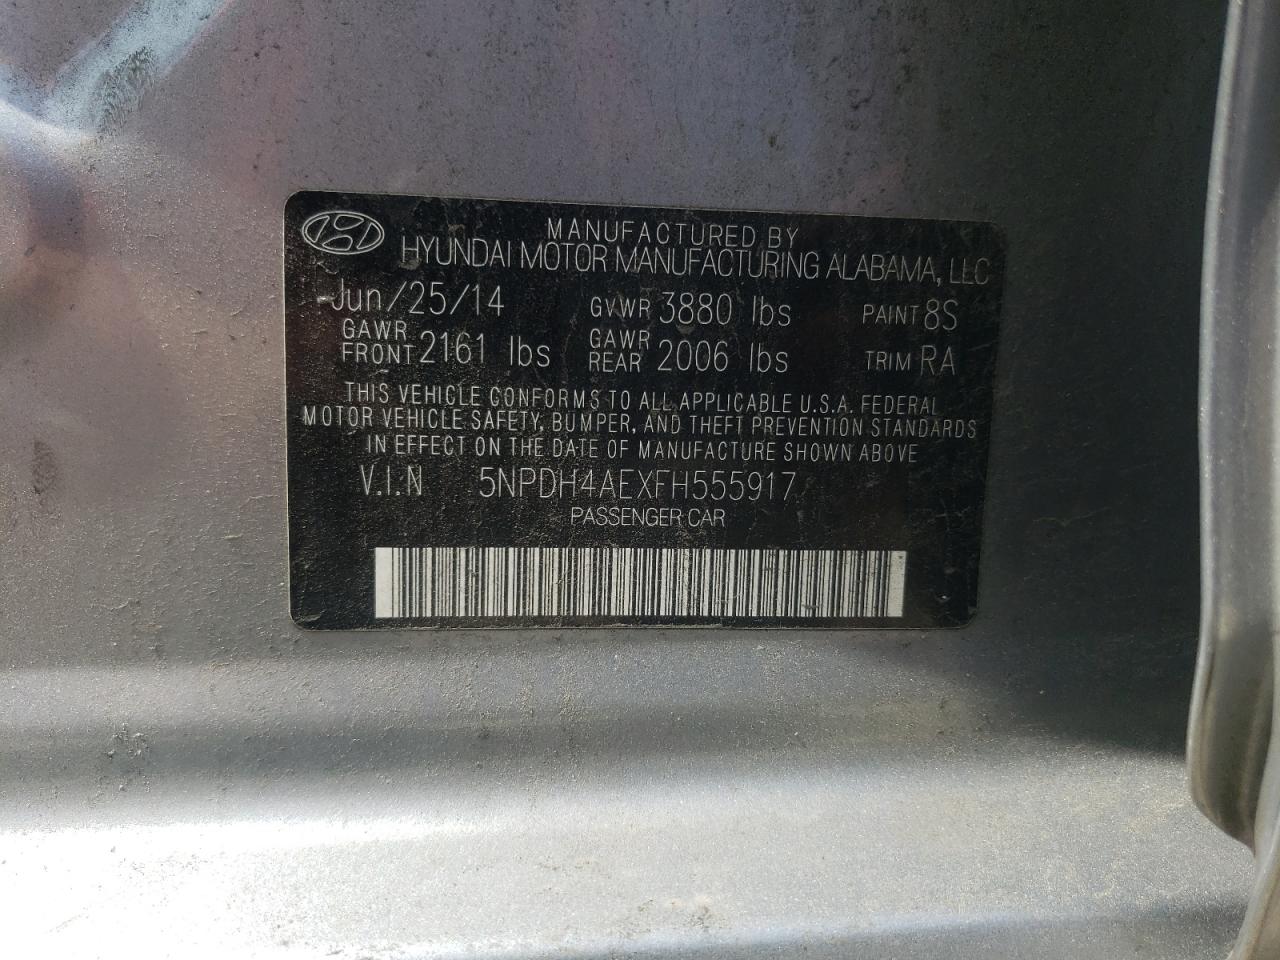 MANUFACTURED BY
HYUNDAI MOTOR MANUFACTURING ALABAMA, LLC
Jun/25/14 GVWR 3880 lbs PAINT 8S
GAWR FRONT 2161 lbs GAWR REAR 2006 lbs TRIM RA
THIS VEHICLE CONFORMS TO ALL APPLICABLE U.S.A. FEDERAL
MOTOR VEHICLE SAFETY, BUMPER, AND THEFT PREVENTION STANDARDS
IN EFFECT ON THE DATE OF MANUFACTURE SHOWN ABOVE
V.I.N 5NPDH4AEXFH555917
PASSENGER CAR